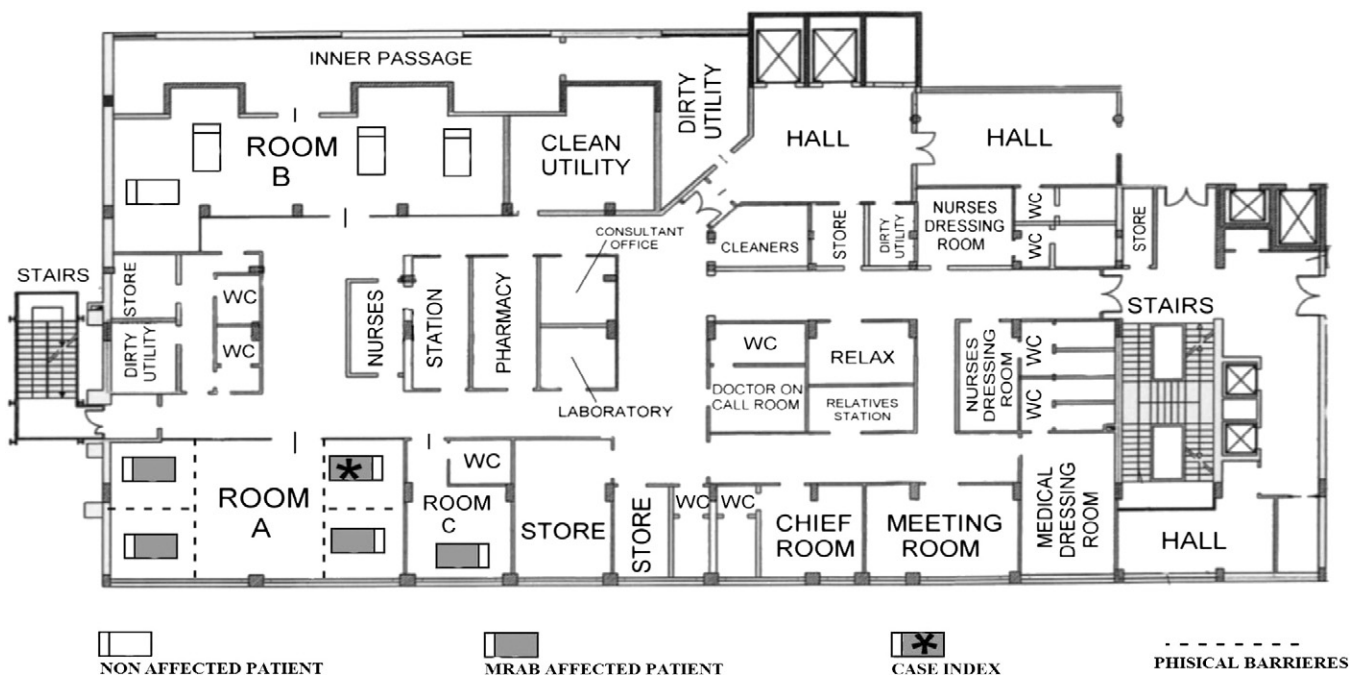 INNER PASSAGE
DIRTY
UTILITY
HALL
HALL
ROOM
B
CLEAN
UTILITY
CONSULTANT
OFFICE
CLEANERS
STORE
DIRTY
UTILITY
NURSES
DRESSING
ROOM
WC
WC
STORE
STAIRS
STORE
WC
DIRTY
UTILITY
WC
NURSES
STATION
PHARMACY
LABORATORY
WC
DOCTOR ON
CALL ROOM
RELAX
RELATIVES
STATION
NURSES
DRESSING
ROOM
WC
WC
STAIRS
ROOM
A
*
WC
ROOM
C
STORE
STORE
WC
WC
CHIEF
ROOM
MEETING
ROOM
MEDICAL
DRESSING
ROOM
HALL
NON AFFECTED PATIENT
MRAB AFFECTED PATIENT
*
CASE INDEX
PHISICAL BARRIERES